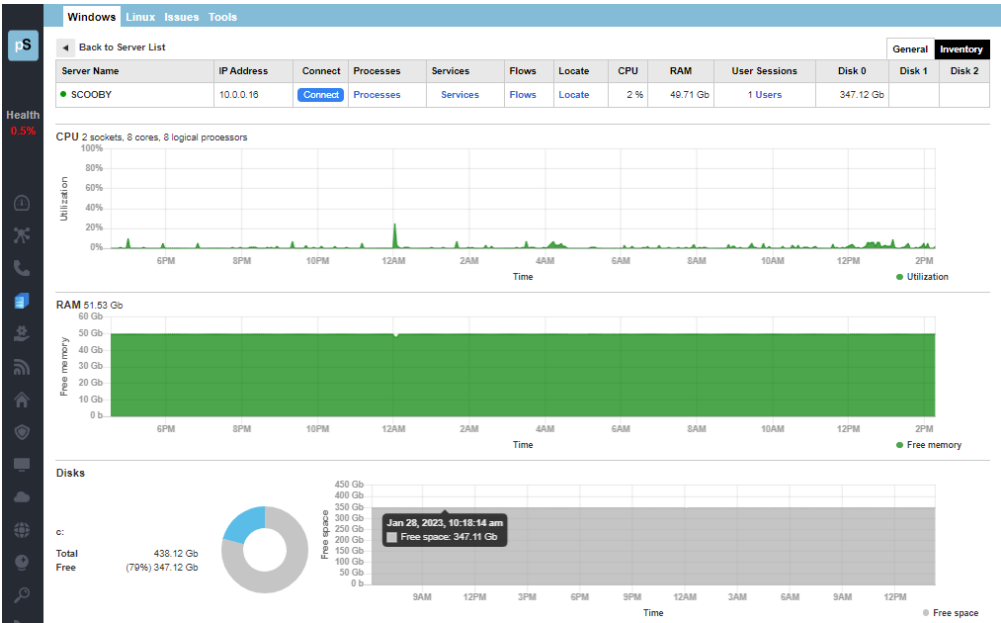 Windows Linux Issues Tools
pS
Back to Server List
General Inventory
Server Name IP Address Connect Processes Services Flows Locate CPU RAM User Sessions Disk 0 Disk 1 Disk 2
SCOOBY 10.0.0.16 Connect Processes Services Flows Locate 2 % 49.71 Gb 1 Users 347.12 Gb
Health
0.5%
CPU 2 sockets, 8 cores, 8 logical processors
100%
80%
60%
40%
20%
0%
Utilization
6PM 8PM 10PM 12AM 2AM 4AM 6AM 8AM 10AM 12PM 2PM
Time
Utilization
RAM 51.53 Gb
60 Gb
50 Gb
40 Gb
30 Gb
20 Gb
10 Gb
0 b
Free memory
6PM 8PM 10PM 12AM 2AM 4AM 6AM 8AM 10AM 12PM 2PM
Time
Free memory
Disks
c:
Total 438.12 Gb
Free (79%) 347.12 Gb
450 Gb
400 Gb
350 Gb
300 Gb
250 Gb
200 Gb
150 Gb
100 Gb
50 Gb
0 b
Free space
Jan 28, 2023, 10:18:14 am
Free space: 347.11 Gb
9AM 12PM 3PM 6PM 9PM 12AM 3AM 6AM 9AM 12PM
Time
Free space